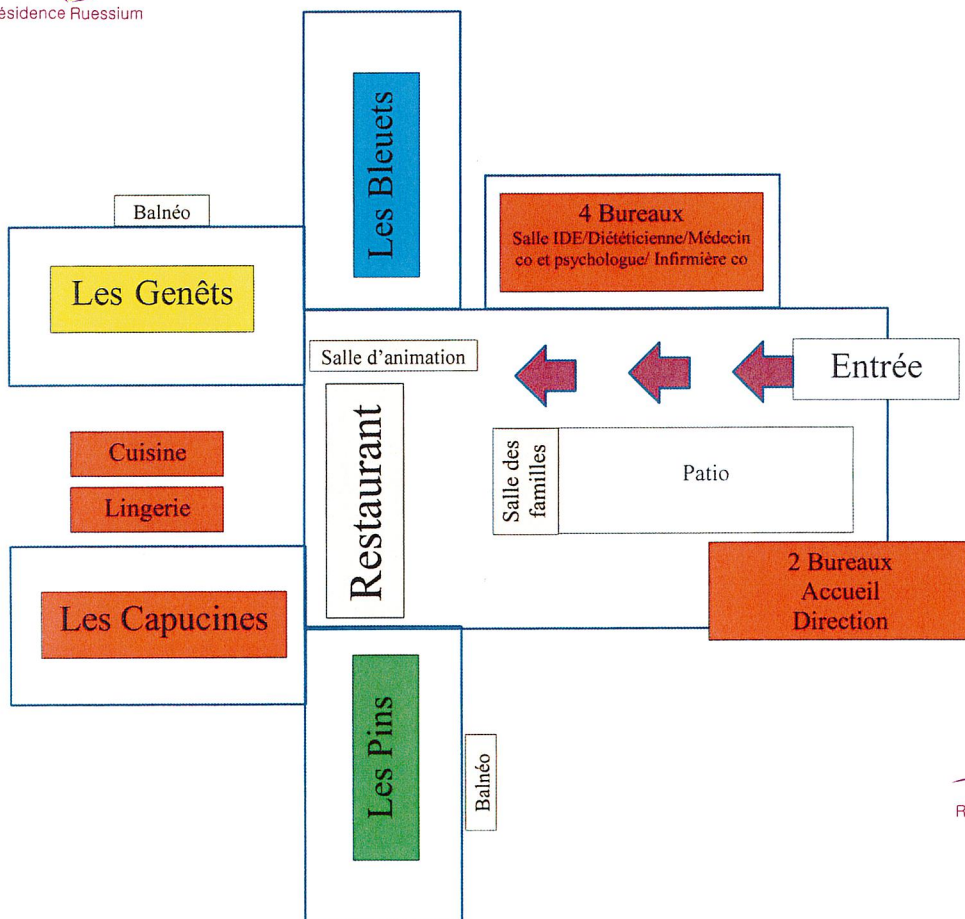 ésidence Ruessium
Les Bleuets
4 Bureaux
Salle IDE/Diététicienne/Médecin
co et psychologue/ Infirmière co
Balnéo
Les Genêts
Salle d'animation
Entrée
Restaurant
Salle des
familles
Patio
Cuisine
Lingerie
2 Bureaux
Accueil
Direction
Les Capucines
Les Pins
Balnéo
R